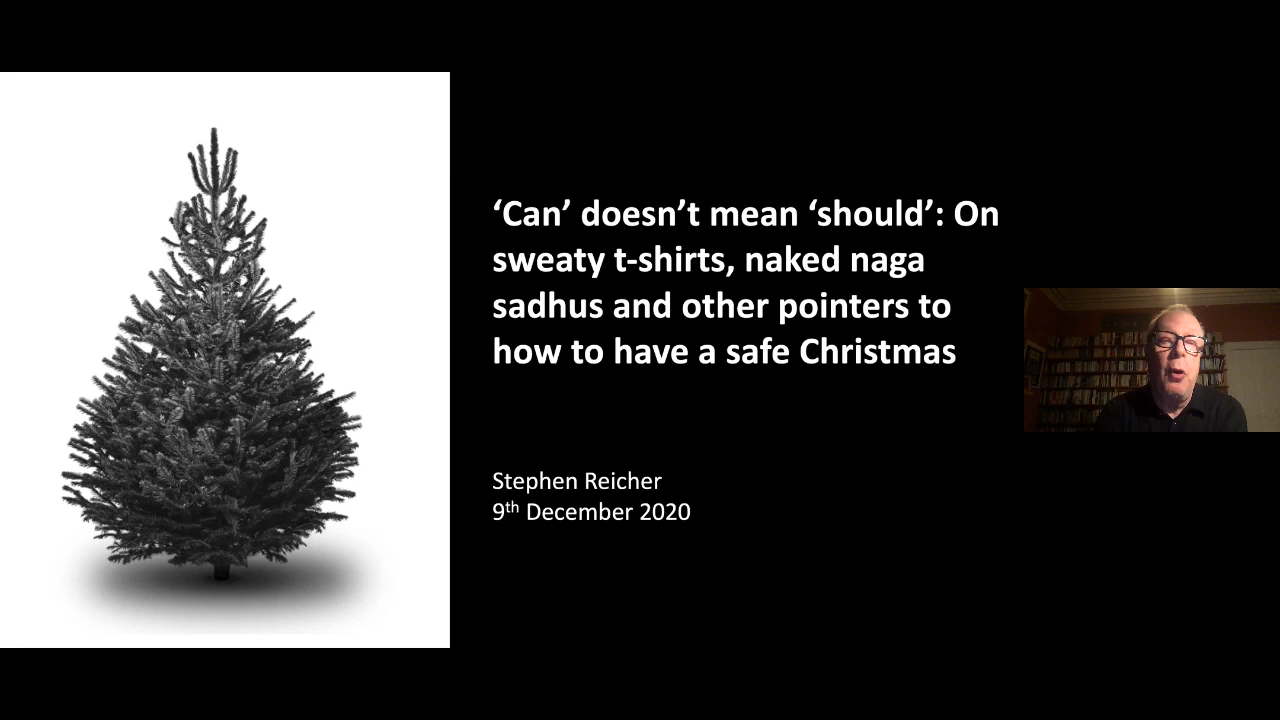 ‘Can’ doesn’t mean ‘should’: On
sweaty t-shirts, naked naga
sadhus and other pointers to
how to have a safe Christmas
Stephen Reicher
9th December 2020